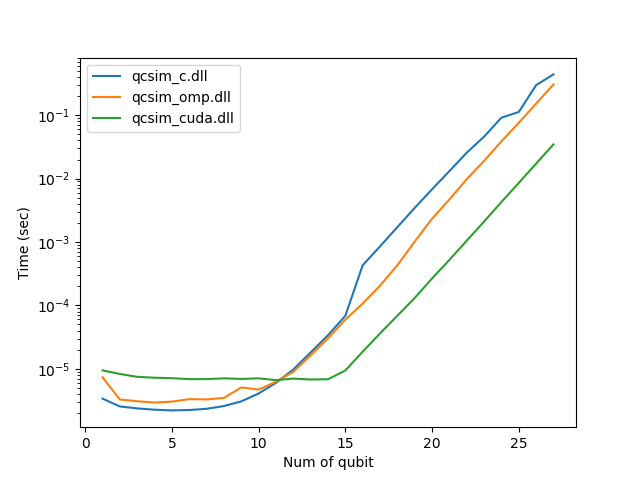 qcsim_c.dll
qcsim_omp.dll
qcsim_cuda.dll
10⁻¹
10⁻²
10⁻³
10⁻⁴
10⁻⁵
Time (sec)
0 5 10 15 20 25
Num of qubit